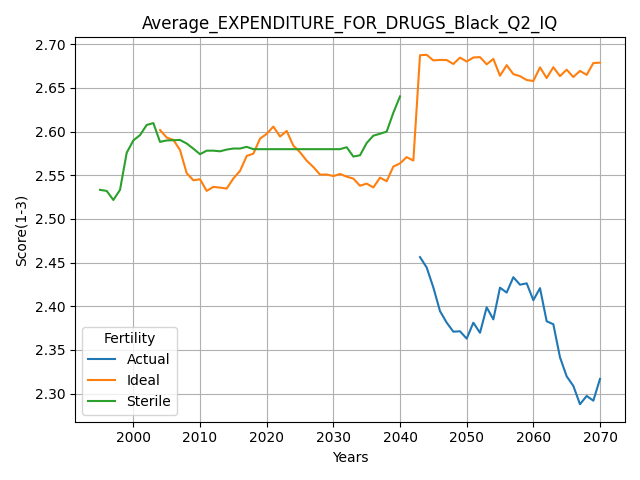 Average_EXPENDITURE_FOR_DRUGS_Black_Q2_IQ
2.70
2.65
2.60
2.55
2.50
2.45
2.40
2.35
2.30
Score(1-3)
Fertility
Actual
Ideal
Sterile
2000 2010 2020 2030 2040 2050 2060 2070
Years